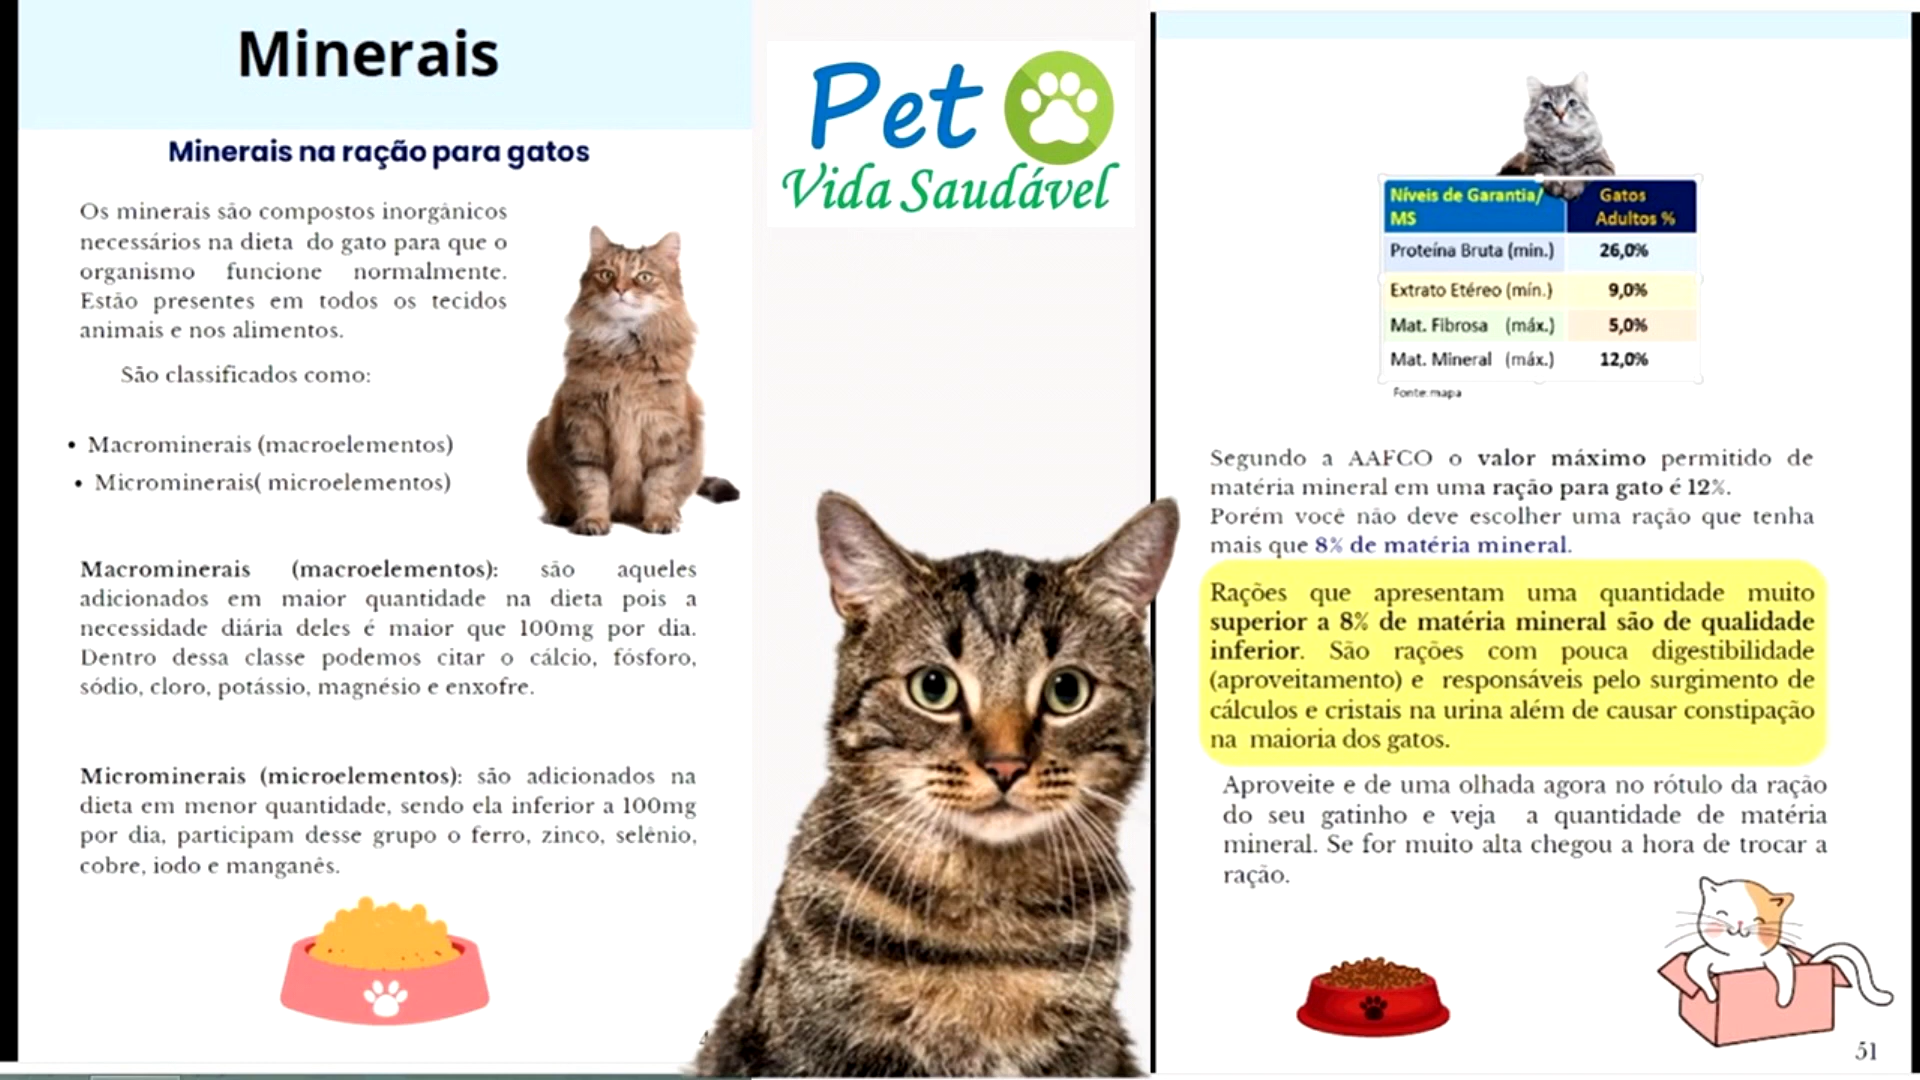 Minerais
Minerais na ração para gatos
Os minerais são compostos inorgânicos
necessários na dieta do gato para que o
organismo funcione normalmente.
Estão presentes em todos os tecidos
animais e nos alimentos.
São classificados como:
• Macrominerais (macroelementos)
• Microminerais( microelementos)
Macrominerais (macroelementos): são aqueles
adicionados em maior quantidade na dieta pois a
necessidade diária deles é maior que 100mg por dia.
Dentro dessa classe podemos citar o cálcio, fósforo,
sódio, cloro, potássio, magnésio e enxofre.
Microminerais (microelementos): são adicionados na
dieta em menor quantidade, sendo ela inferior a 100mg
por dia, participam desse grupo o ferro, zinco, selênio,
cobre, iodo e manganês.
Pet
Vida Saudável
Níveis de Garantia/ Gatos
MS Adultos %
Proteína Bruta (min.) 26,0%
Extrato Etéreo (mín.) 9,0%
Mat. Fibrosa (máx.) 5,0%
Mat. Mineral (máx.) 12,0%
Fonte:mapa
Segundo a AAFCO o valor máximo permitido de
matéria mineral em uma ração para gato é 12%.
Porém você não deve escolher uma ração que tenha
mais que 8% de matéria mineral.
Rações que apresentam uma quantidade muito
superior a 8% de matéria mineral são de qualidade
inferior. São rações com pouca digestibilidade
(aproveitamento) e responsáveis pelo surgimento de
cálculos e cristais na urina além de causar constipação
na maioria dos gatos.
Aproveite e de uma olhada agora no rótulo da ração
do seu gatinho e veja a quantidade de matéria
mineral. Se for muito alta chegou a hora de trocar a
ração.
51